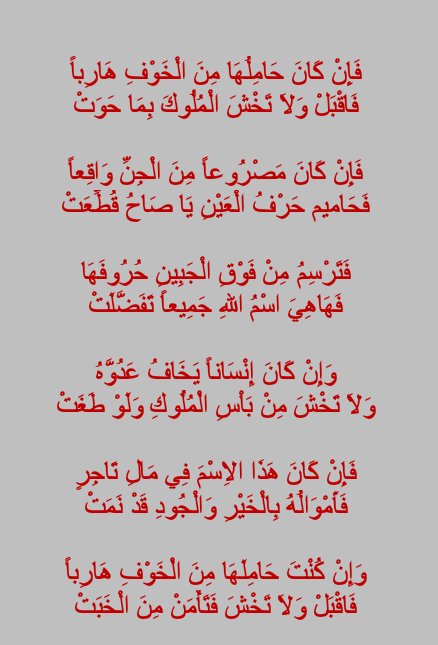 فَإِنْ كَانَ حَامِلُهَا مِنَ الْخَوْفِ هَارِباً
فَاقْبَلْ وَلاَ تَخْشَ الْمُلُوكَ بِمَا حَوَتْ
فَإِنْ كَانَ مَصْرُوعاً مِنَ الْجِنِّ وَاقِعاً
فَحَامِيم حَرْفُ الْعَيْنِ يَا صَاحُ قُطِّعَتْ
فَتَرْسِمُ مِنْ فَوْقِ الْجَبِينِ حُرُوفَهَا
فَهَاهِيَ اسْمُ اللهِ جَمِيعاً تَفَضَّلَتْ
وَإِنْ كَانَ إِنْسَاناً يَخَافُ عَدُوَّهُ
وَلاَ تَخْشَ مِنْ بَأسِ الْمُلُوكِ وَلَوْ طَغَتْ
فَإِنْ كَانَ هَذَا الاِسْمَ فِي مَالِ تَاجِرٍ
فَأَمْوَالُهُ بِالْخَيْرِ وَالْجُودِ قَدْ نَمَتْ
وَإِنْ كُنْتَ حَامِلَهَا مِنَ الْخَوْفِ هَارِباً
فَاقْبَلْ وَلاَ تَخْشَ فَتَأْمَنْ مِنَ الْخَبَتْ